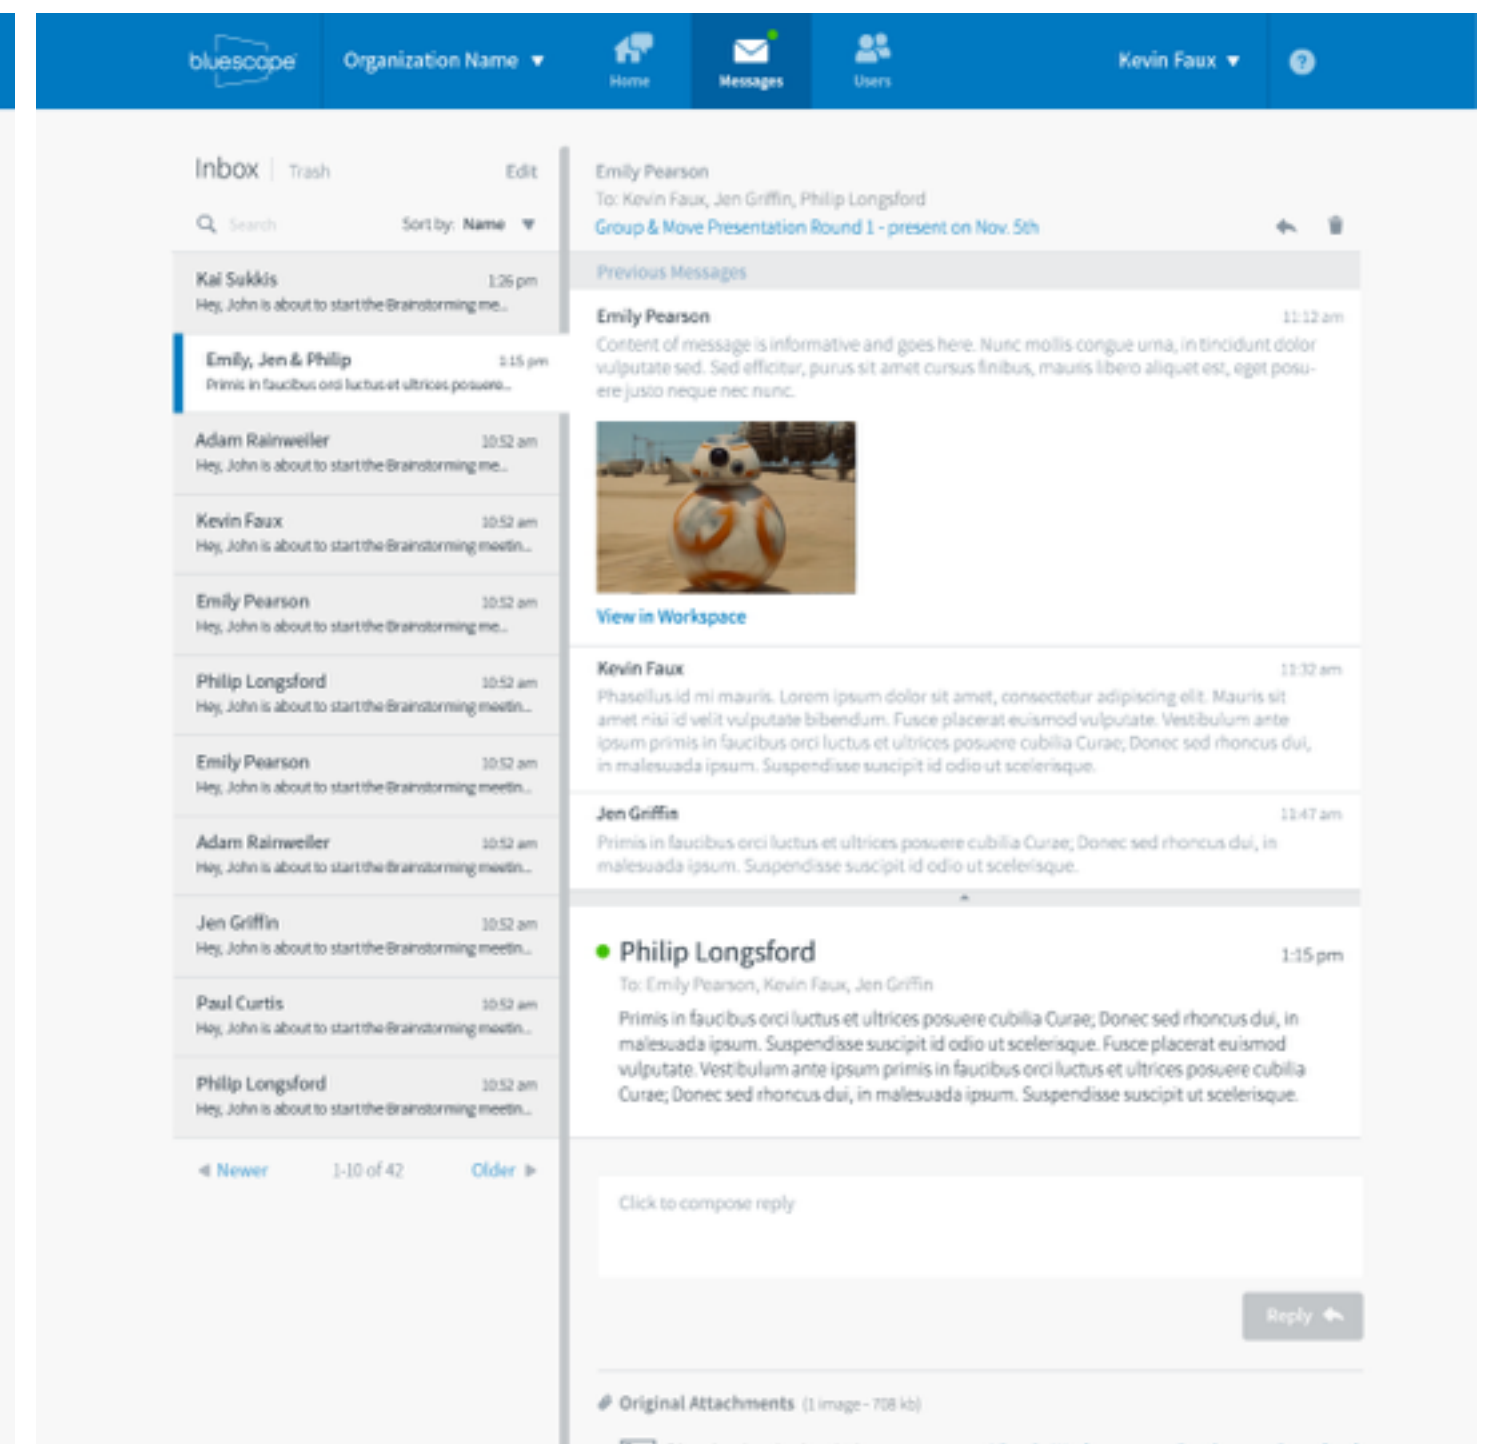 bluescope
Organization Name
Home
Messages
Users
Kevin Faux
?
Inbox
Trash
Edit
Search
Sort by: Name
Kai Sukkis 1:26 pm
Hey, John is about to start the Brainstorming me...
Emily, Jen & Philip 1:15 pm
Primis in faucibus orci luctus et ultrices posuere...
Adam Rainweiler 10:52 am
Hey, John is about to start the Brainstorming me...
Kevin Faux 10:52 am
Hey, John is about to start the Brainstorming meetin...
Emily Pearson 10:52 am
Hey, John is about to start the Brainstorming me...
Philip Longsford 10:52 am
Hey, John is about to start the Brainstorming meetin...
Emily Pearson 10:52 am
Hey, John is about to start the Brainstorming meetin...
Adam Rainweiler 10:52 am
Hey, John is about to start the Brainstorming meetin...
Jen Griffin 10:52 am
Hey, John is about to start the Brainstorming meetin...
Paul Curtis 10:52 am
Hey, John is about to start the Brainstorming meetin...
Philip Longsford 10:52 am
Hey, John is about to start the Brainstorming meetin...
Newer 1-10 of 42 Older
Emily Pearson
To: Kevin Faux, Jen Griffin, Philip Longsford
Group & Move Presentation Round 1 - present on Nov. 5th
Previous Messages
Emily Pearson 11:12 am
Content of message is informative and goes here. Nunc mollis congue urna, in tincidunt dolor
vulputate sed. Sed efficitur, purus sit amet cursus finibus, mauris libero aliquet est, eget posu-
ere justo neque nec nunc.
View in Workspace
Kevin Faux 11:32 am
Phasellus id mi mauris. Lorem ipsum dolor sit amet, consectetur adipiscing elit. Mauris sit
amet nisi id velit vulputate bibendum. Fusce placerat euismod vulputate. Vestibulum ante
ipsum primis in faucibus orci luctus et ultrices posuere cubilia Curae; Donec sed rhoncus dui,
in malesuada ipsum. Suspendisse suscipit id odio ut scelerisque.
Jen Griffin 11:47 am
Primis in faucibus orci luctus et ultrices posuere cubilia Curae; Donec sed rhoncus dui, in
malesuada ipsum. Suspendisse suscipit id odio ut scelerisque.
Philip Longsford 1:15 pm
To: Emily Pearson, Kevin Faux, Jen Griffin
Primis in faucibus orci luctus et ultrices posuere cubilia Curae; Donec sed rhoncus dui, in
malesuada ipsum. Suspendisse suscipit id odio ut scelerisque. Fusce placerat euismod
vulputate. Vestibulum ante ipsum primis in faucibus orci luctus et ultrices posuere cubilia
Curae; Donec sed rhoncus dui, in malesuada ipsum. Suspendisse suscipit ut scelerisque.
Click to compose reply
Reply
Original Attachments (1 image - 708 kb)